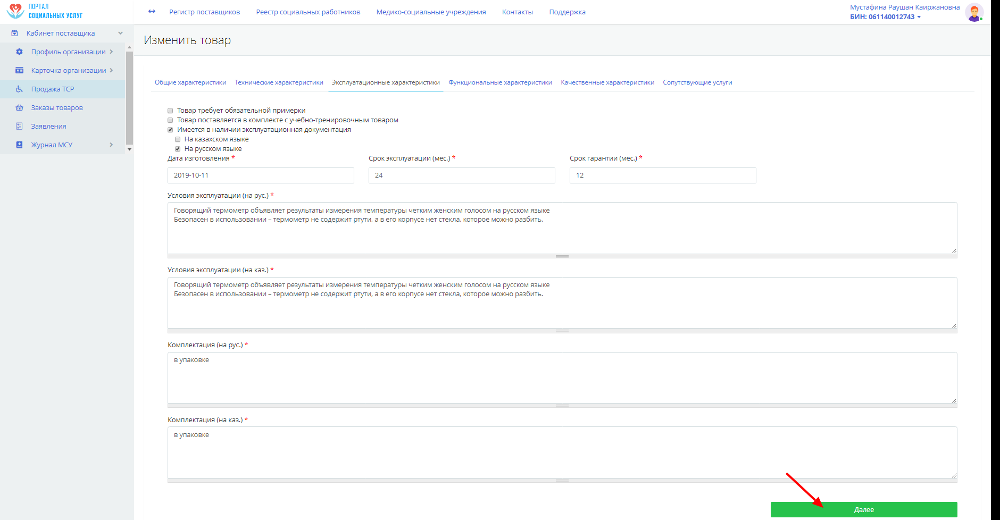 ПОРТАЛ
СОЦИАЛЬНЫХ УСЛУГ
Регистр поставщиков
Реестр социальных работников
Медико-социальные учреждения
Контакты
Поддержка
Мустафина Раушан Каиржановна
БИН: 061140012743
Кабинет поставщика
Профиль организации
Карточка организации
Продажа ТСР
Заказы товаров
Заявления
Журнал МСУ
Изменить товар
Общие характеристики
Технические характеристики
Эксплуатационные характеристики
Функциональные характеристики
Качественные характеристики
Сопутствующие услуги
Товар требует обязательной примерки
Товар поставляется в комплекте с учебно-тренировочным товаром
Имеется в наличии эксплуатационная документация
На казахском языке
На русском языке
Дата изготовления *
Срок эксплуатации (мес.) *
Срок гарантии (мес.) *
2019-10-11
24
12
Условия эксплуатации (на рус.) *
Говорящий термометр объявляет результаты измерения температуры четким женским голосом на русском языке
Безопасен в использовании – термометр не содержит ртути, а в его корпусе нет стекла, которое можно разбить.
Условия эксплуатации (на каз.) *
Говорящий термометр объявляет результаты измерения температуры четким женским голосом на русском языке
Безопасен в использовании – термометр не содержит ртути, а в его корпусе нет стекла, которое можно разбить.
Комплектация (на рус.) *
в упаковке
Комплектация (на каз.) *
в упаковке
Далее